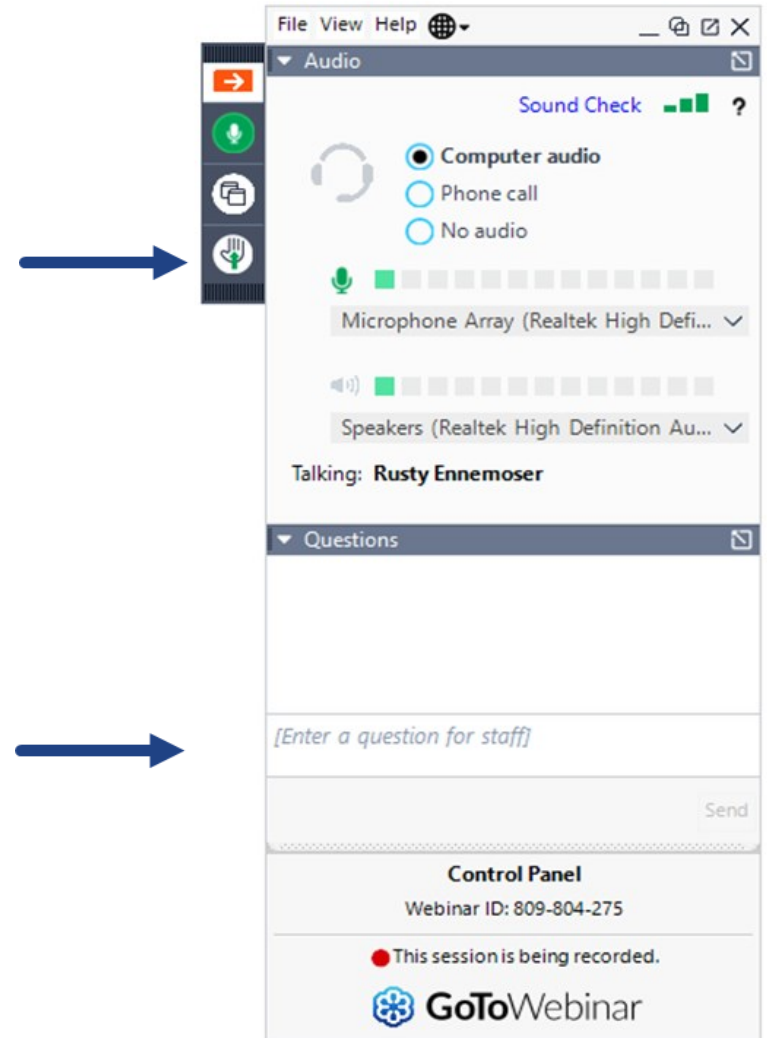 File View Help
Audio
Sound Check ?
Computer audio
Phone call
No audio
Microphone Array (Realtek High Defi...
Speakers (Realtek High Definition Au...
Talking: Rusty Ennemoser
Questions
[Enter a question for staff]
Send
Control Panel
Webinar ID: 809-804-275
This session is being recorded.
GoToWebinar